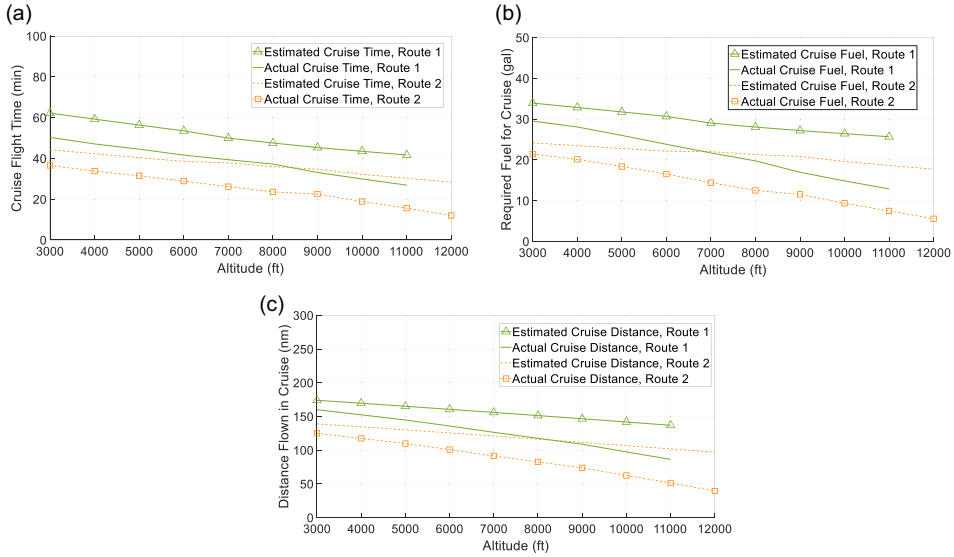 (a)
100
80
60
40
20
0
Cruise Flight Time (min)
Estimated Cruise Time, Route 1
Actual Cruise Time, Route 1
Estimated Cruise Time, Route 2
Actual Cruise Time, Route 2
3000 4000 5000 6000 7000 8000 9000 10000 11000 12000
Altitude (ft)
(b)
50
40
30
20
10
0
Required Fuel for Cruise (gal)
Estimated Cruise Fuel, Route 1
Actual Cruise Fuel, Route 1
Estimated Cruise Fuel, Route 2
Actual Cruise Fuel, Route 2
3000 4000 5000 6000 7000 8000 9000 10000 11000 12000
Altitude (ft)
(c)
300
250
200
150
100
50
0
Distance Flown in Cruise (nm)
Estimated Cruise Distance, Route 1
Actual Cruise Distance, Route 1
Estimated Cruise Distance, Route 2
Actual Cruise Distance, Route 2
3000 4000 5000 6000 7000 8000 9000 10000 11000 12000
Altitude (ft)